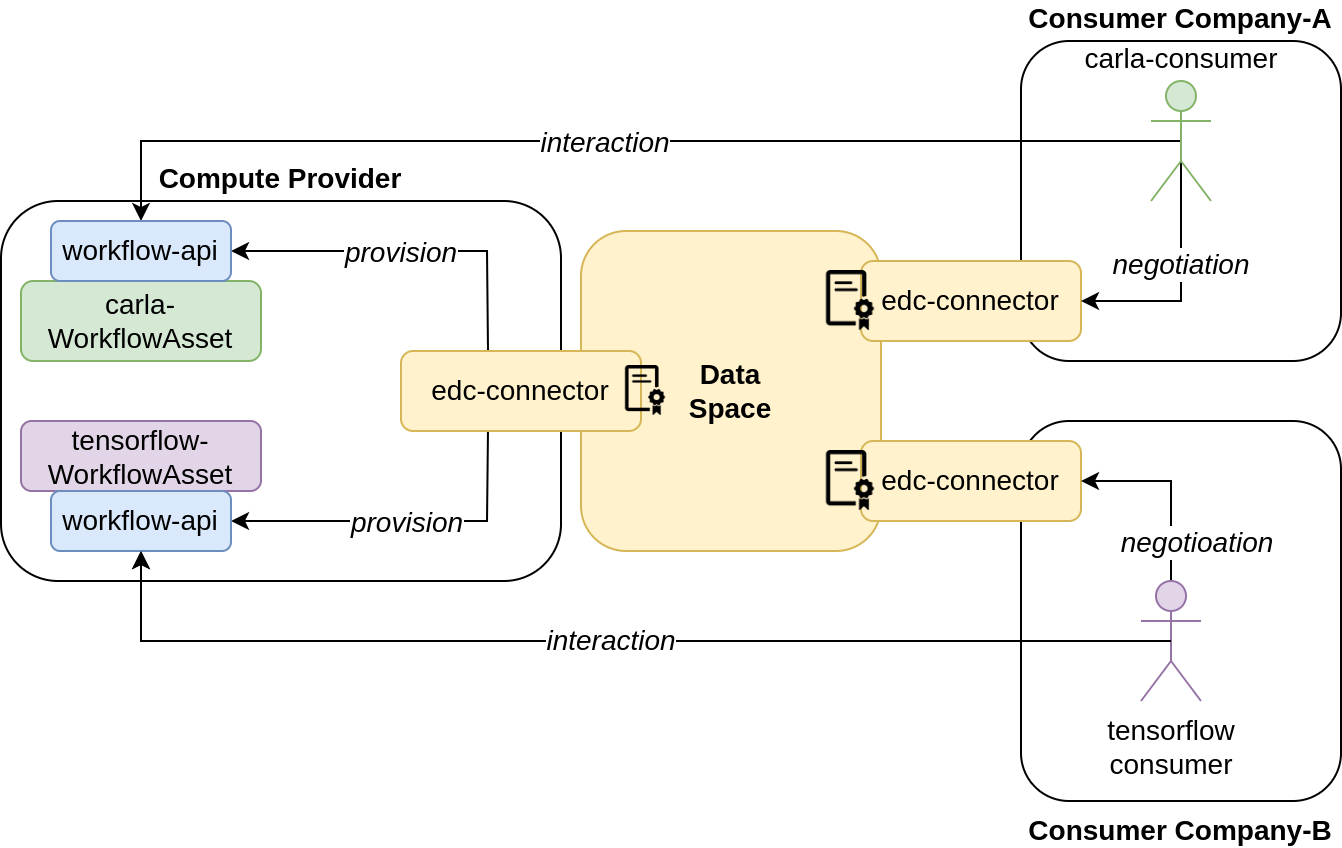 Consumer Company-A
carla-consumer
interaction
Compute Provider
workflow-api
provision
negotiation
carla-
WorkflowAsset
edc-connector
edc-connector
Data
Space
tensorflow-
WorkflowAsset
edc-connector
workflow-api
provision
negotioation
interaction
tensorflow
consumer
Consumer Company-B